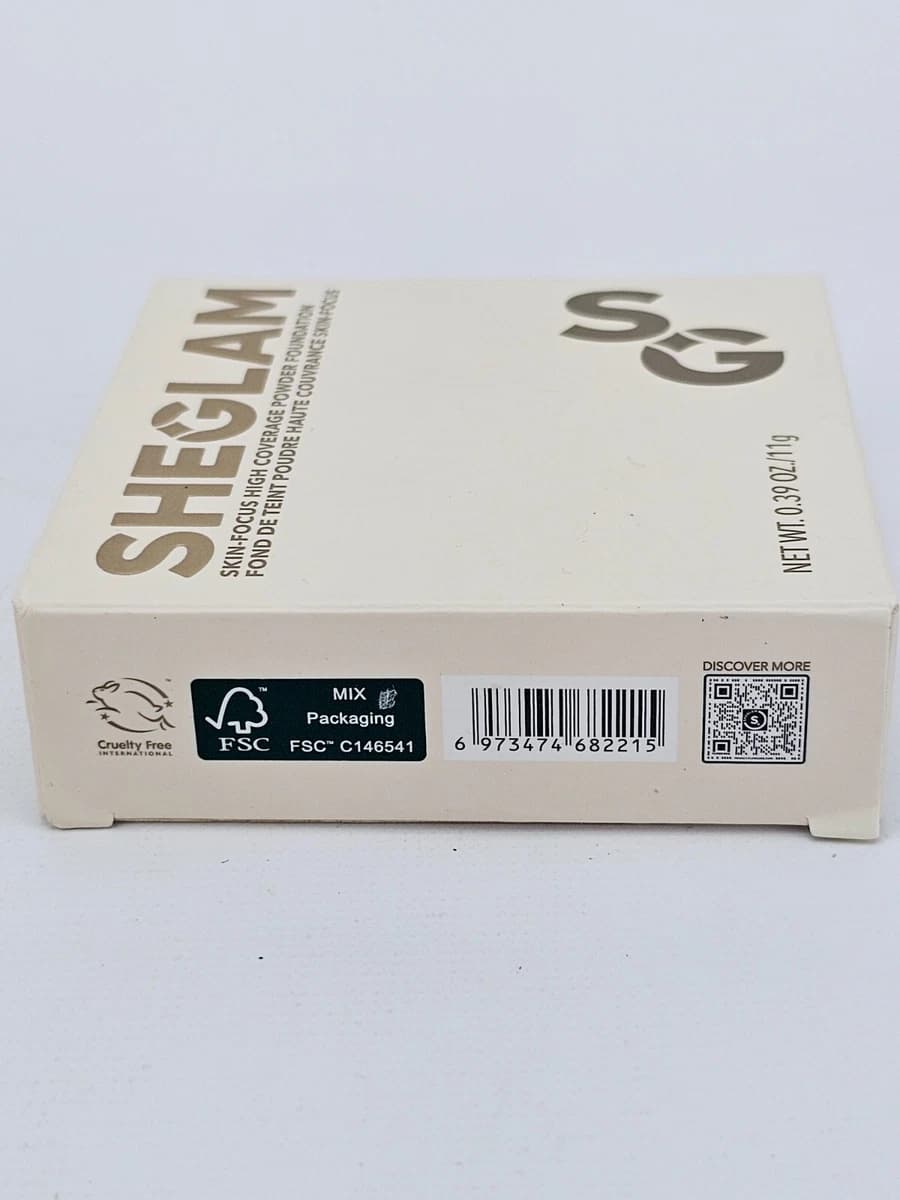 SHEGLAM
SKIN-FOCUS HIGH COVERAGE POWDER FOUNDATION
FOND DE TEINT POUDRE HAUTE COUVRANCE SKIN-FOCUS
SG
NET WT. 0.39 OZ./11g
Cruelty Free
INTERNATIONAL
™
FSC
MIX
Packaging
FSC™ C146541
6 973474 682215
DISCOVER MORE
S